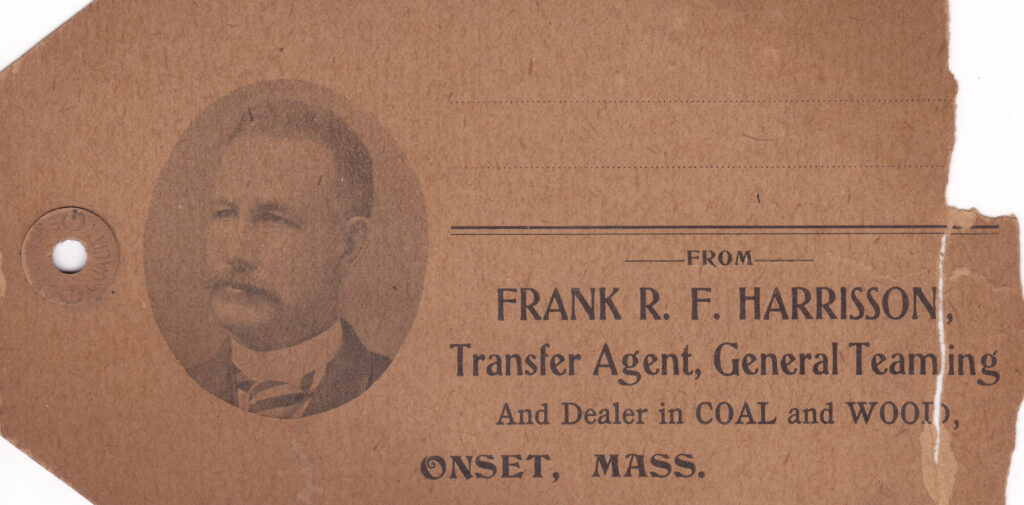 FROM
FRANK R. F. HARRISSON,
Transfer Agent, General Teaming
And Dealer in COAL and WOOD,
ONSET, MASS.